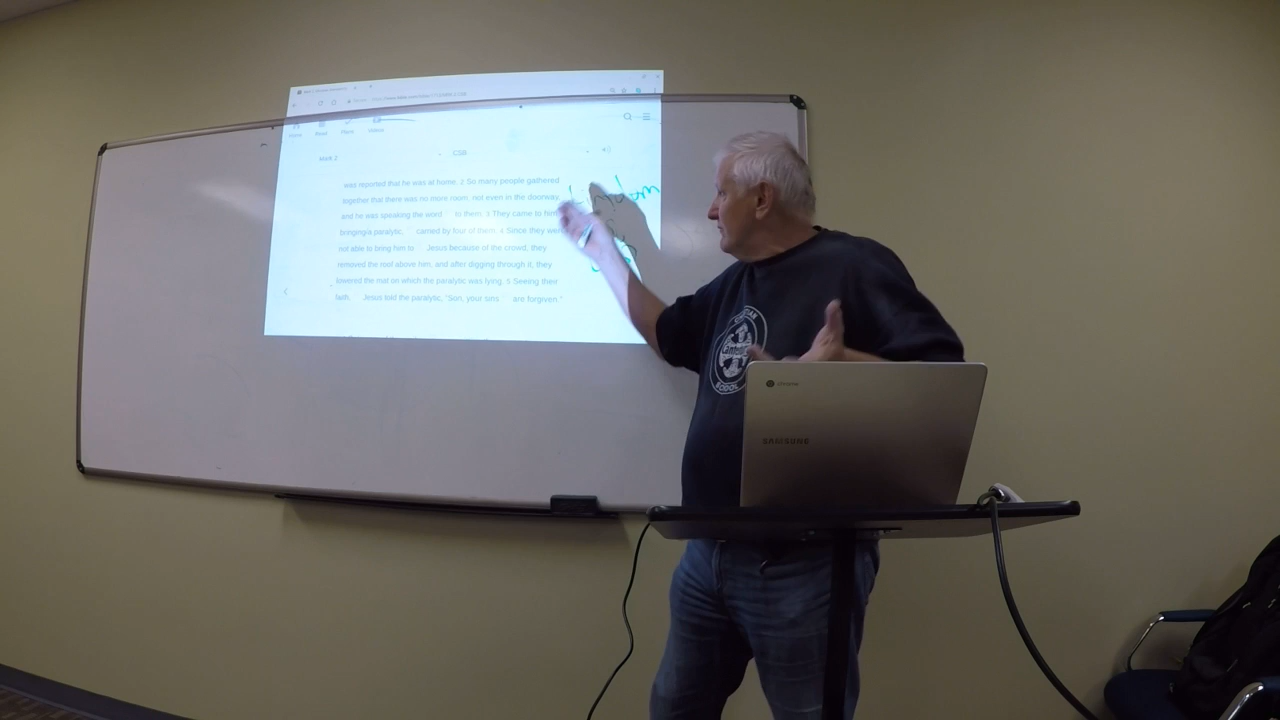 Home
Read
Plans
Videos
Mark 2
CSB
was reported that he was at home. 2 So many people gathered
together that there was no more room, not even in the doorway,
and he was speaking the word to them. 3 They came to him
bringing a paralytic, carried by four of them. 4 Since they were
not able to bring him to Jesus because of the crowd, they
removed the roof above him, and after digging through it, they
lowered the mat on which the paralytic was lying. 5 Seeing their
faith, Jesus told the paralytic, "Son, your sins are forgiven."
chrome
SAMSUNG